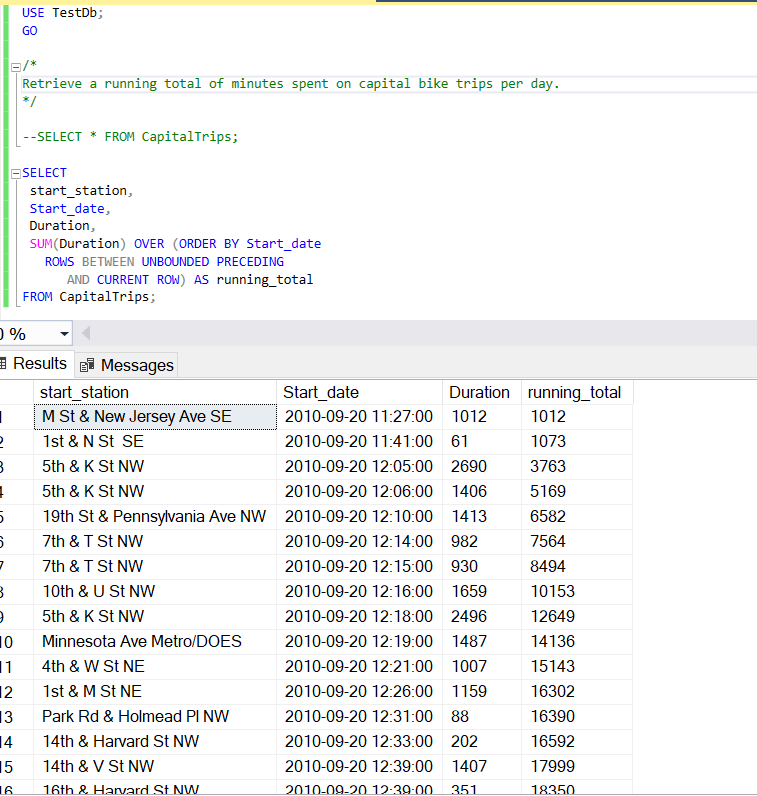 USE TestDb;
GO
/*
Retrieve a running total of minutes spent on capital bike trips per day.
*/
--SELECT * FROM CapitalTrips;
SELECT
start_station,
Start_date,
Duration,
SUM(Duration) OVER (ORDER BY Start_date
ROWS BETWEEN UNBOUNDED PRECEDING
AND CURRENT ROW) AS running_total
FROM CapitalTrips;
0 %
Results Messages
start_station Start_date Duration running_total
1 M St & New Jersey Ave SE 2010-09-20 11:27:00 1012 1012
2 1st & N St  SE 2010-09-20 11:41:00 61 1073
3 5th & K St NW 2010-09-20 12:05:00 2690 3763
4 5th & K St NW 2010-09-20 12:06:00 1406 5169
5 19th St & Pennsylvania Ave NW 2010-09-20 12:10:00 1413 6582
6 7th & T St NW 2010-09-20 12:14:00 982 7564
7 7th & T St NW 2010-09-20 12:15:00 930 8494
8 10th & U St NW 2010-09-20 12:16:00 1659 10153
9 5th & K St NW 2010-09-20 12:18:00 2496 12649
10 Minnesota Ave Metro/DOES 2010-09-20 12:19:00 1487 14136
11 4th & W St NE 2010-09-20 12:21:00 1007 15143
12 1st & M St NE 2010-09-20 12:26:00 1159 16302
13 Park Rd & Holmead Pl NW 2010-09-20 12:31:00 88 16390
14 14th & Harvard St NW 2010-09-20 12:33:00 202 16592
15 14th & V St NW 2010-09-20 12:39:00 1407 17999
16 16th & Harvard St NW 2010-09-20 12:39:00 351 18350